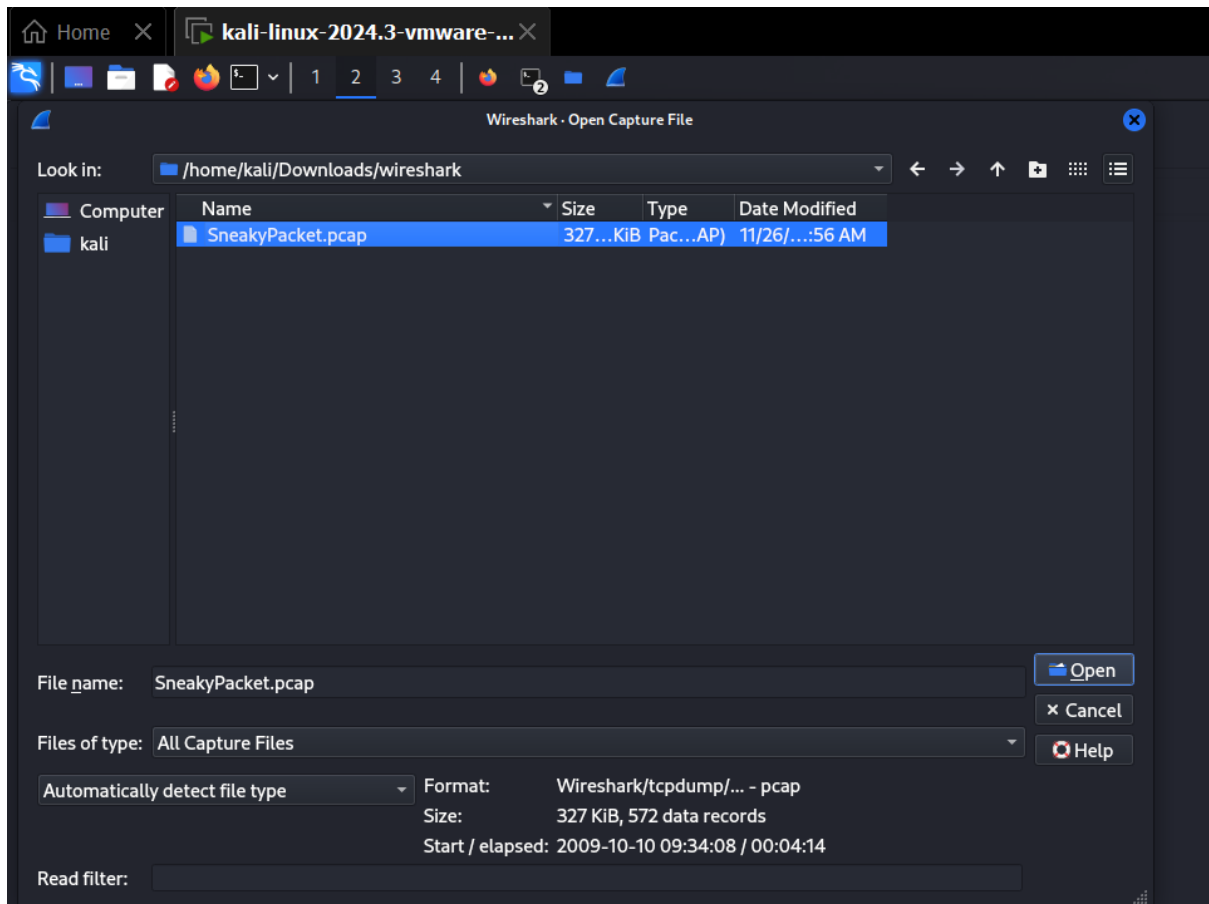 Home
kali-linux-2024.3-vmware-...
1 2 3 4 2
Wireshark · Open Capture File
Look in: /home/kali/Downloads/wireshark
Computer
kali
Name Size Type Date Modified
SneakyPacket.pcap 327...KiB Pac...AP) 11/26/...:56 AM
File name: SneakyPacket.pcap
Open
Cancel
Files of type: All Capture Files
Help
Automatically detect file type
Format: Wireshark/tcpdump/... - pcap
Size: 327 KiB, 572 data records
Start / elapsed: 2009-10-10 09:34:08 / 00:04:14
Read filter: